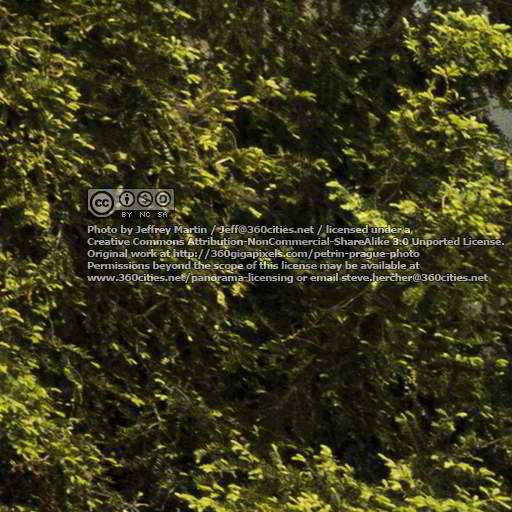 cc BY NC SA
Photo by Jeffrey Martin / Jeff@360cities.net / licensed under a
Creative Commons Attribution-NonCommercial-ShareAlike 3.0 Unported License.
Original work at http://360gigapixels.com/petrin-prague-photo
Permissions beyond the scope of this license may be available at
www.360cities.net/panorama-licensing or email steve.hercher@360cities.net